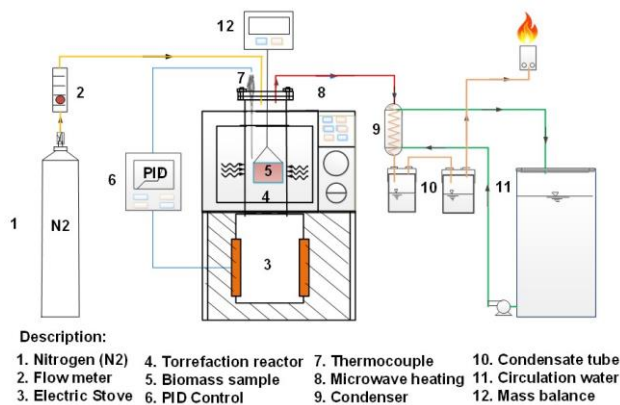 12
7
8
2
PID
9
6
5
4
10
11
1
N2
3
Description:
1. Nitrogen (N2)
2. Flow meter
3. Electric Stove
4. Torrefaction reactor
5. Biomass sample
6. PID Control
7. Thermocouple
8. Microwave heating
9. Condenser
10. Condensate tube
11. Circulation water
12. Mass balance